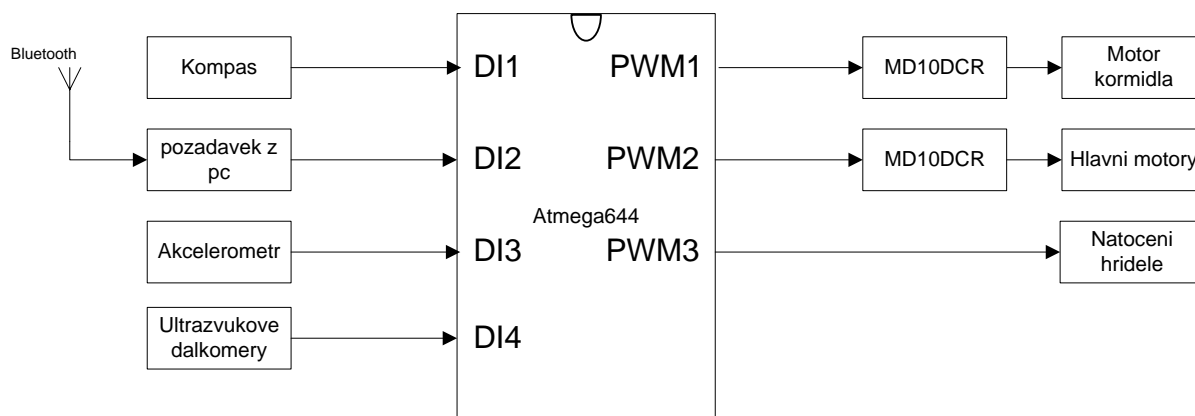 Bluetooth
Kompas
DI1
PWM1
MD10DCR
Motor
kormidla
pozadavek z
pc
DI2
PWM2
MD10DCR
Hlavni motory
Atmega644
Akcelerometr
DI3
PWM3
Natoceni
hridele
Ultrazvukove
dalkomery
DI4